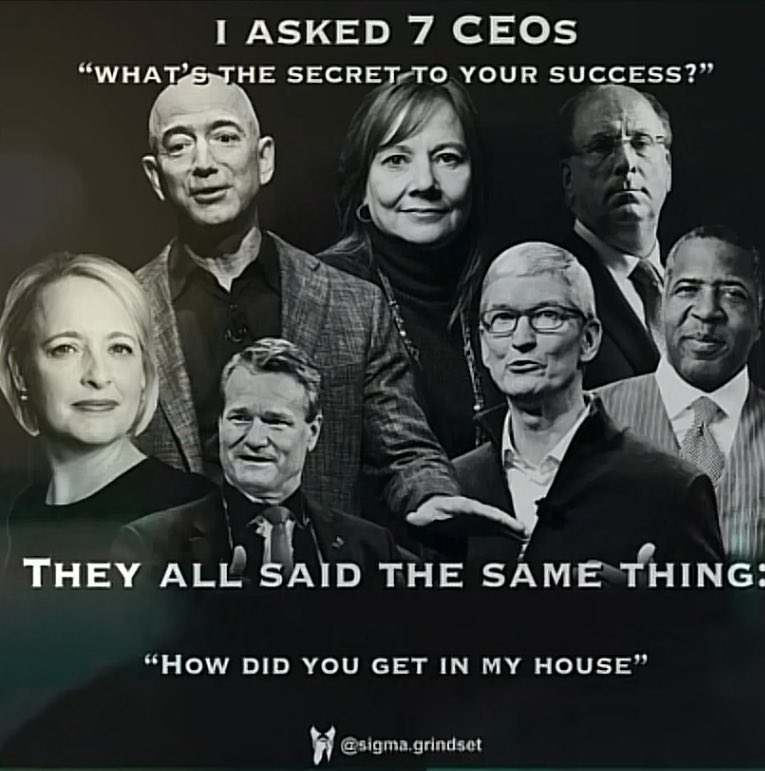 I ASKED 7 CEOS
“WHAT'S THE SECRET TO YOUR SUCCESS?”
THEY ALL SAID THE SAME THING:
“HOW DID YOU GET IN MY HOUSE”
@sigma.grindset